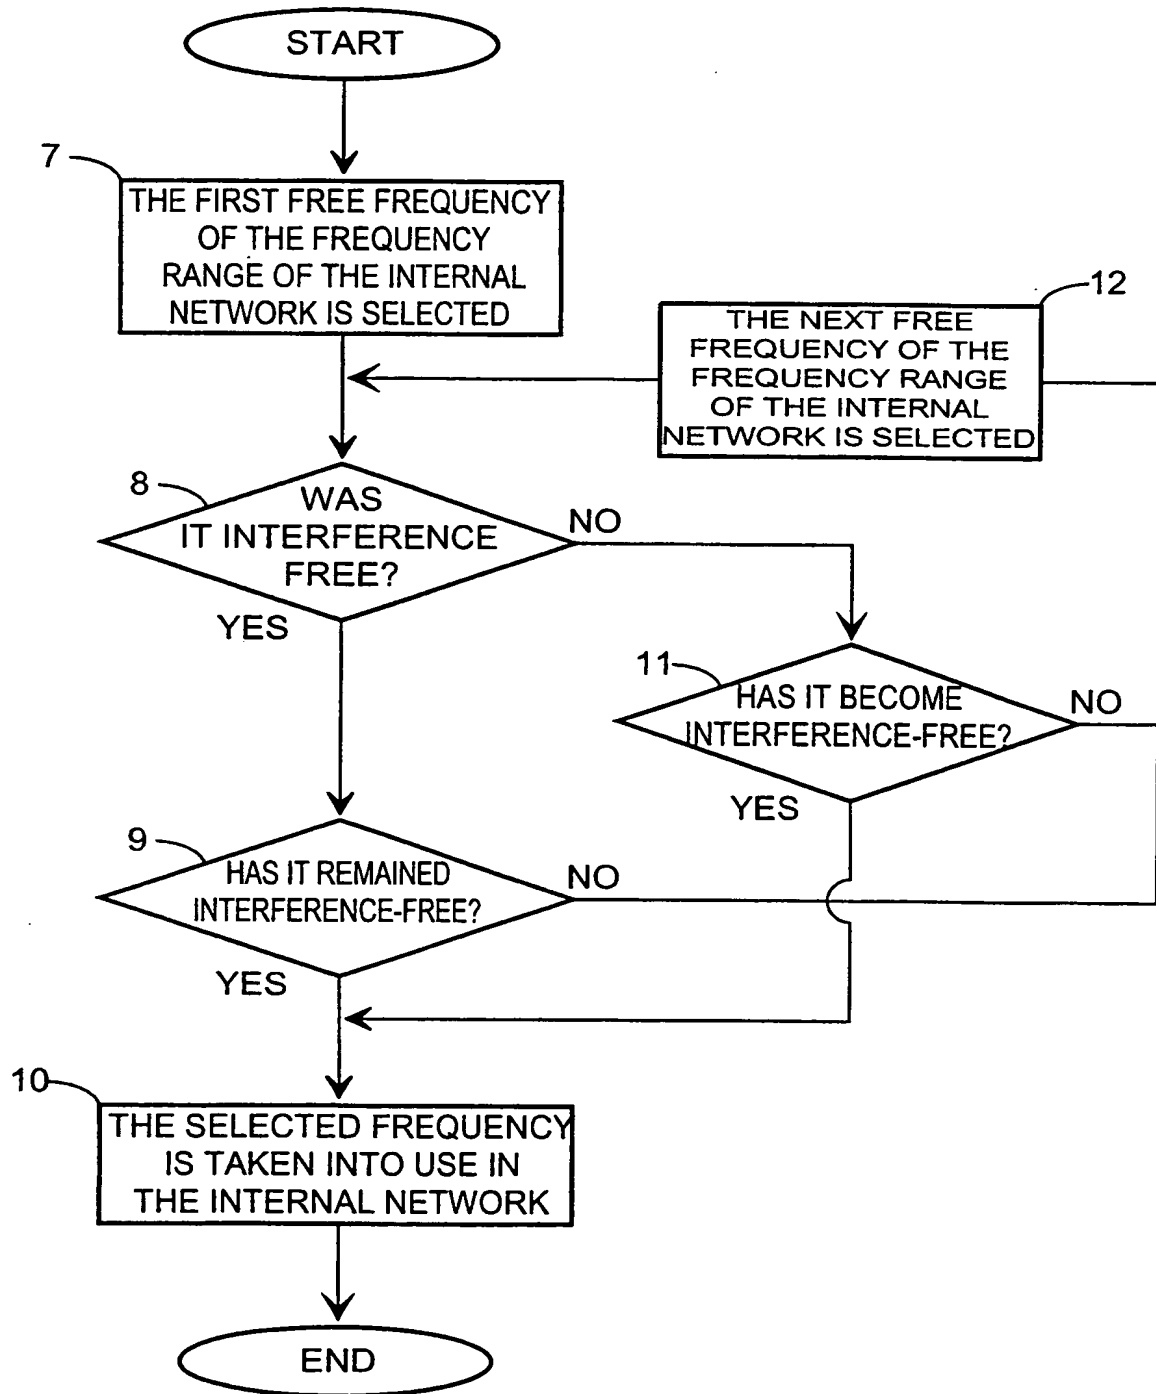 START
7
THE FIRST FREE FREQUENCY
OF THE FREQUENCY
RANGE OF THE INTERNAL
NETWORK IS SELECTED
12
THE NEXT FREE
FREQUENCY OF THE
FREQUENCY RANGE
OF THE INTERNAL
NETWORK IS SELECTED
8
WAS
IT INTERFERENCE
FREE?
NO
YES
11
HAS IT BECOME
INTERFERENCE-FREE?
NO
YES
9
HAS IT REMAINED
INTERFERENCE-FREE?
NO
YES
10
THE SELECTED FREQUENCY
IS TAKEN INTO USE IN
THE INTERNAL NETWORK
END